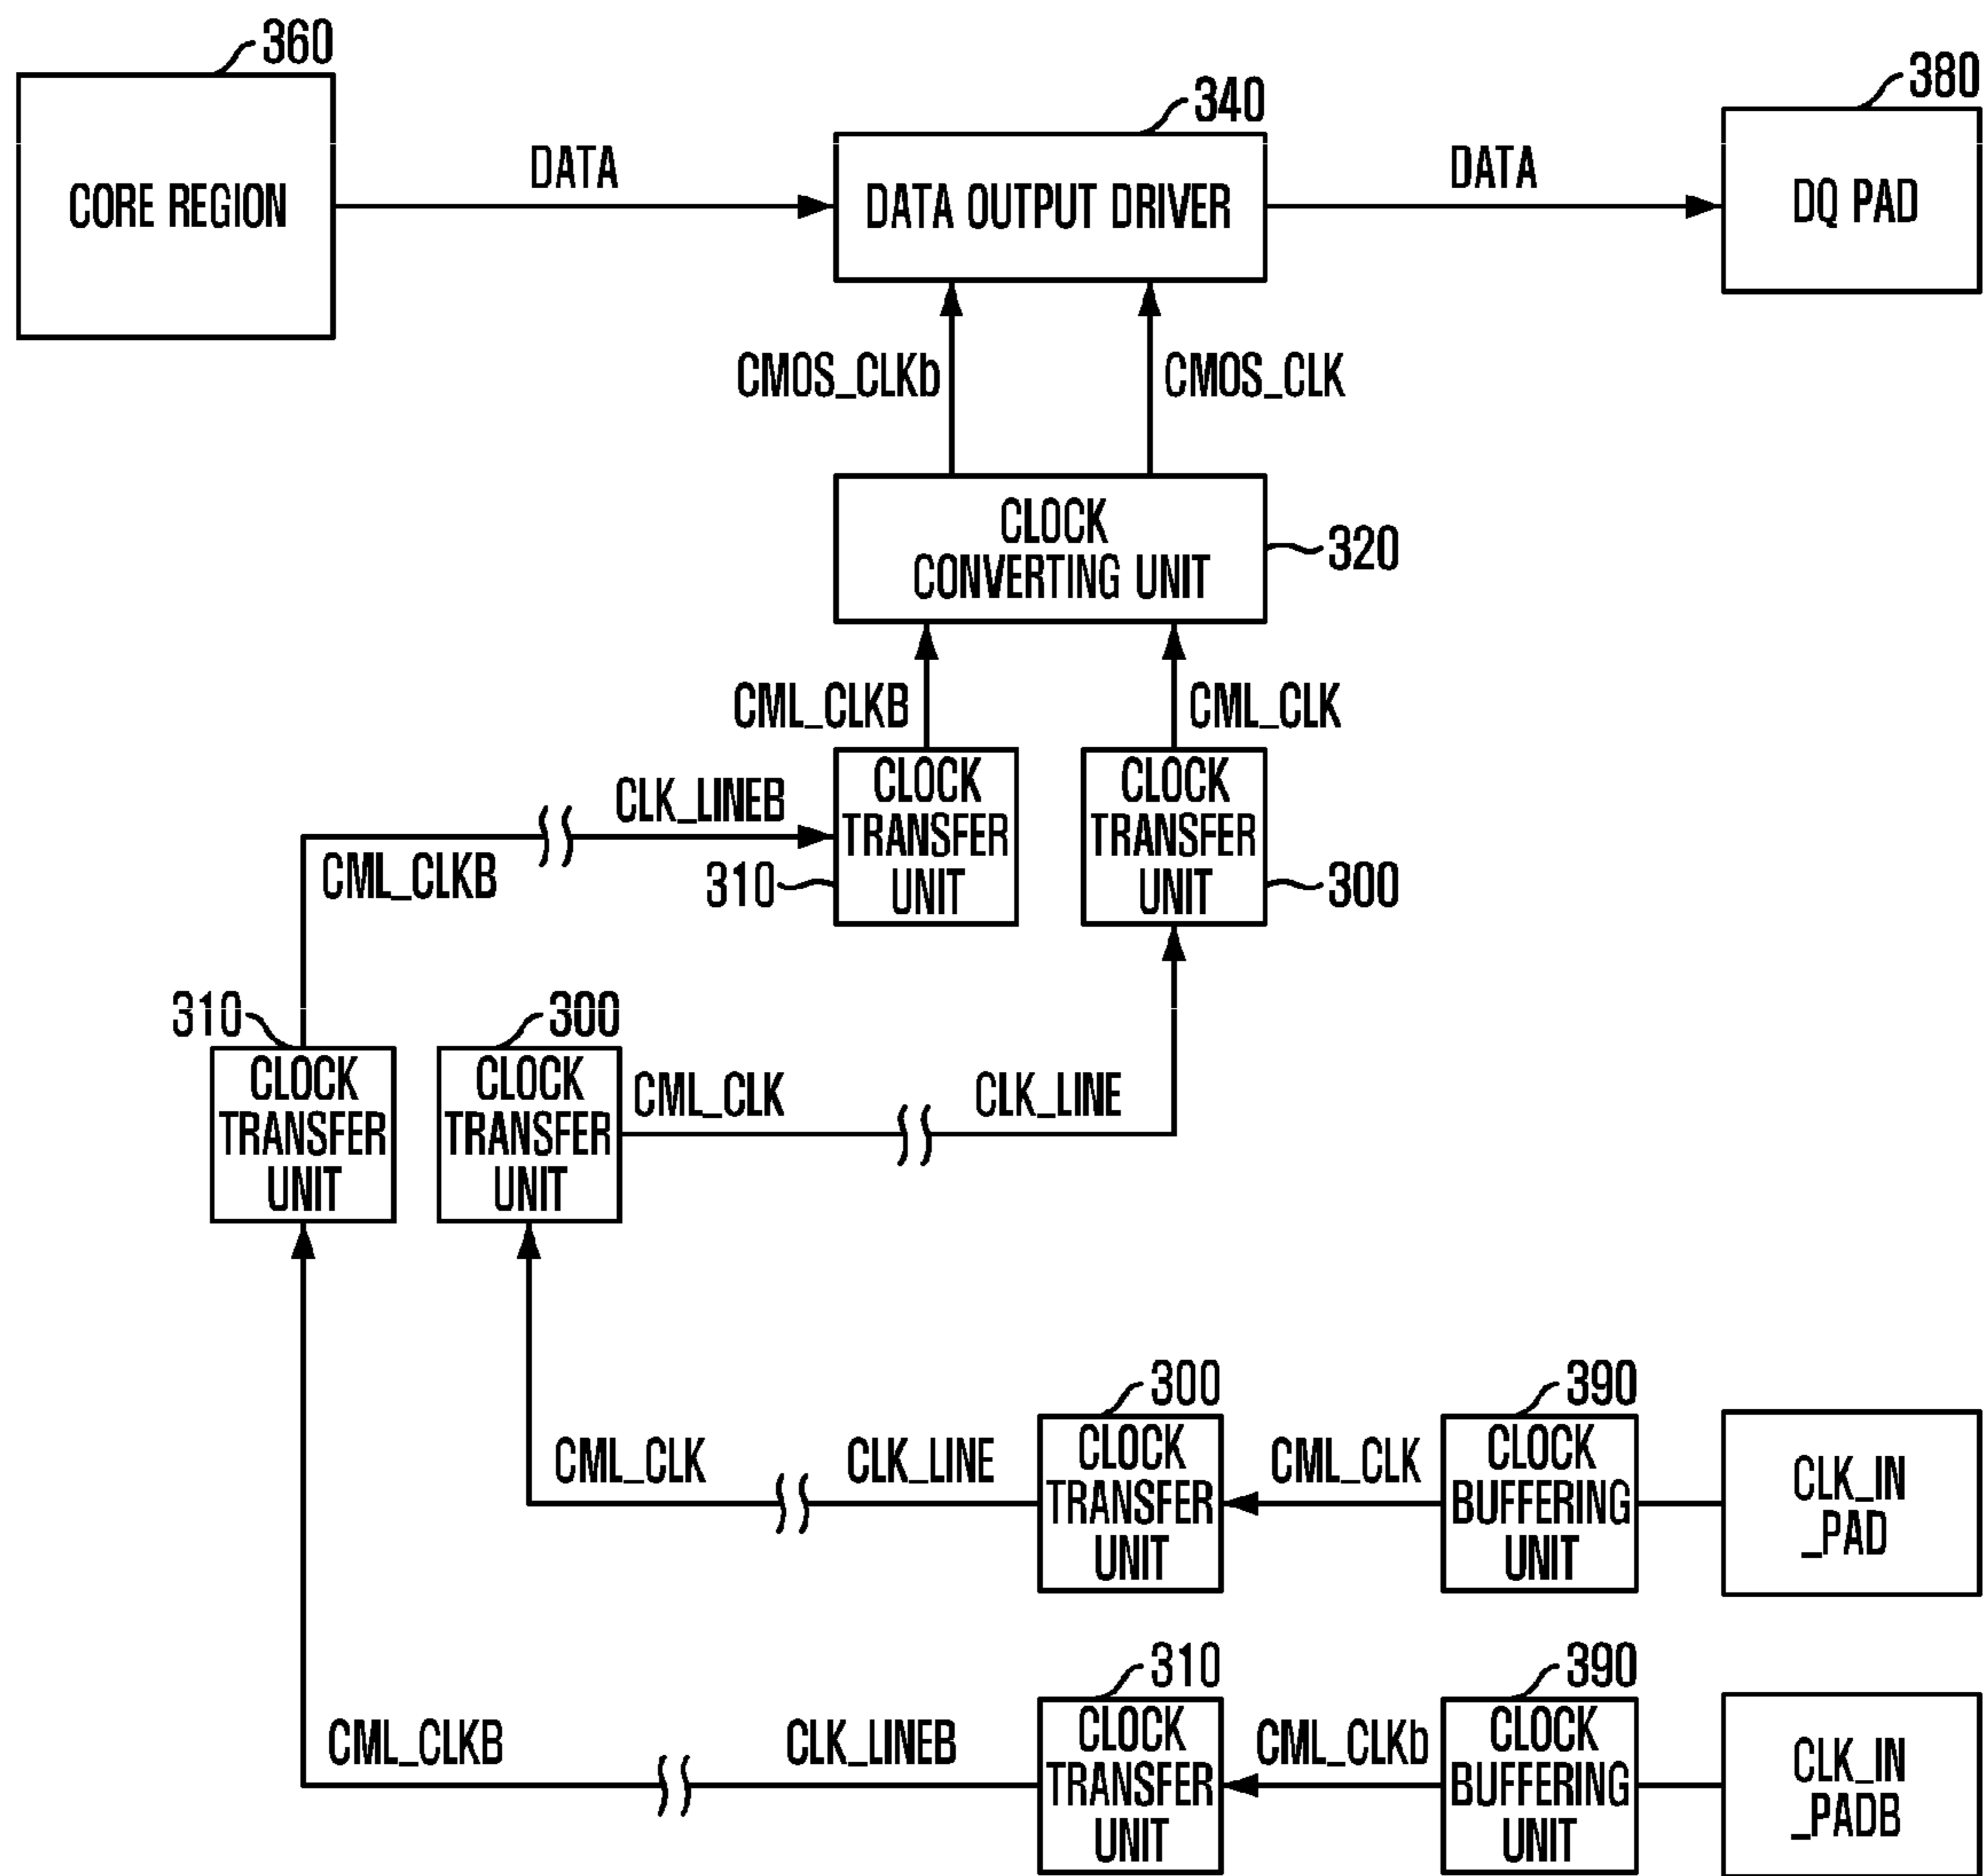 360
340
380
CORE REGION
DATA
DATA OUTPUT DRIVER
DATA
DQ PAD
CMOS_CLKb
CMOS_CLK
CLOCK
CONVERTING UNIT
320
CML_CLKB
CML_CLK
CLK_LINEB
CML_CLKB
CLOCK
TRANSFER
UNIT
310
CLOCK
TRANSFER
UNIT
300
310
CLOCK
TRANSFER
UNIT
300
CLOCK
TRANSFER
UNIT
CML_CLK
CLK_LINE
CML_CLK
CLK_LINE
300
CLOCK
TRANSFER
UNIT
CML_CLK
390
CLOCK
BUFFERING
UNIT
CLK_IN
_PAD
CML_CLKB
CLK_LINEB
310
CLOCK
TRANSFER
UNIT
CML_CLKb
390
CLOCK
BUFFERING
UNIT
CLK_IN
_PADB